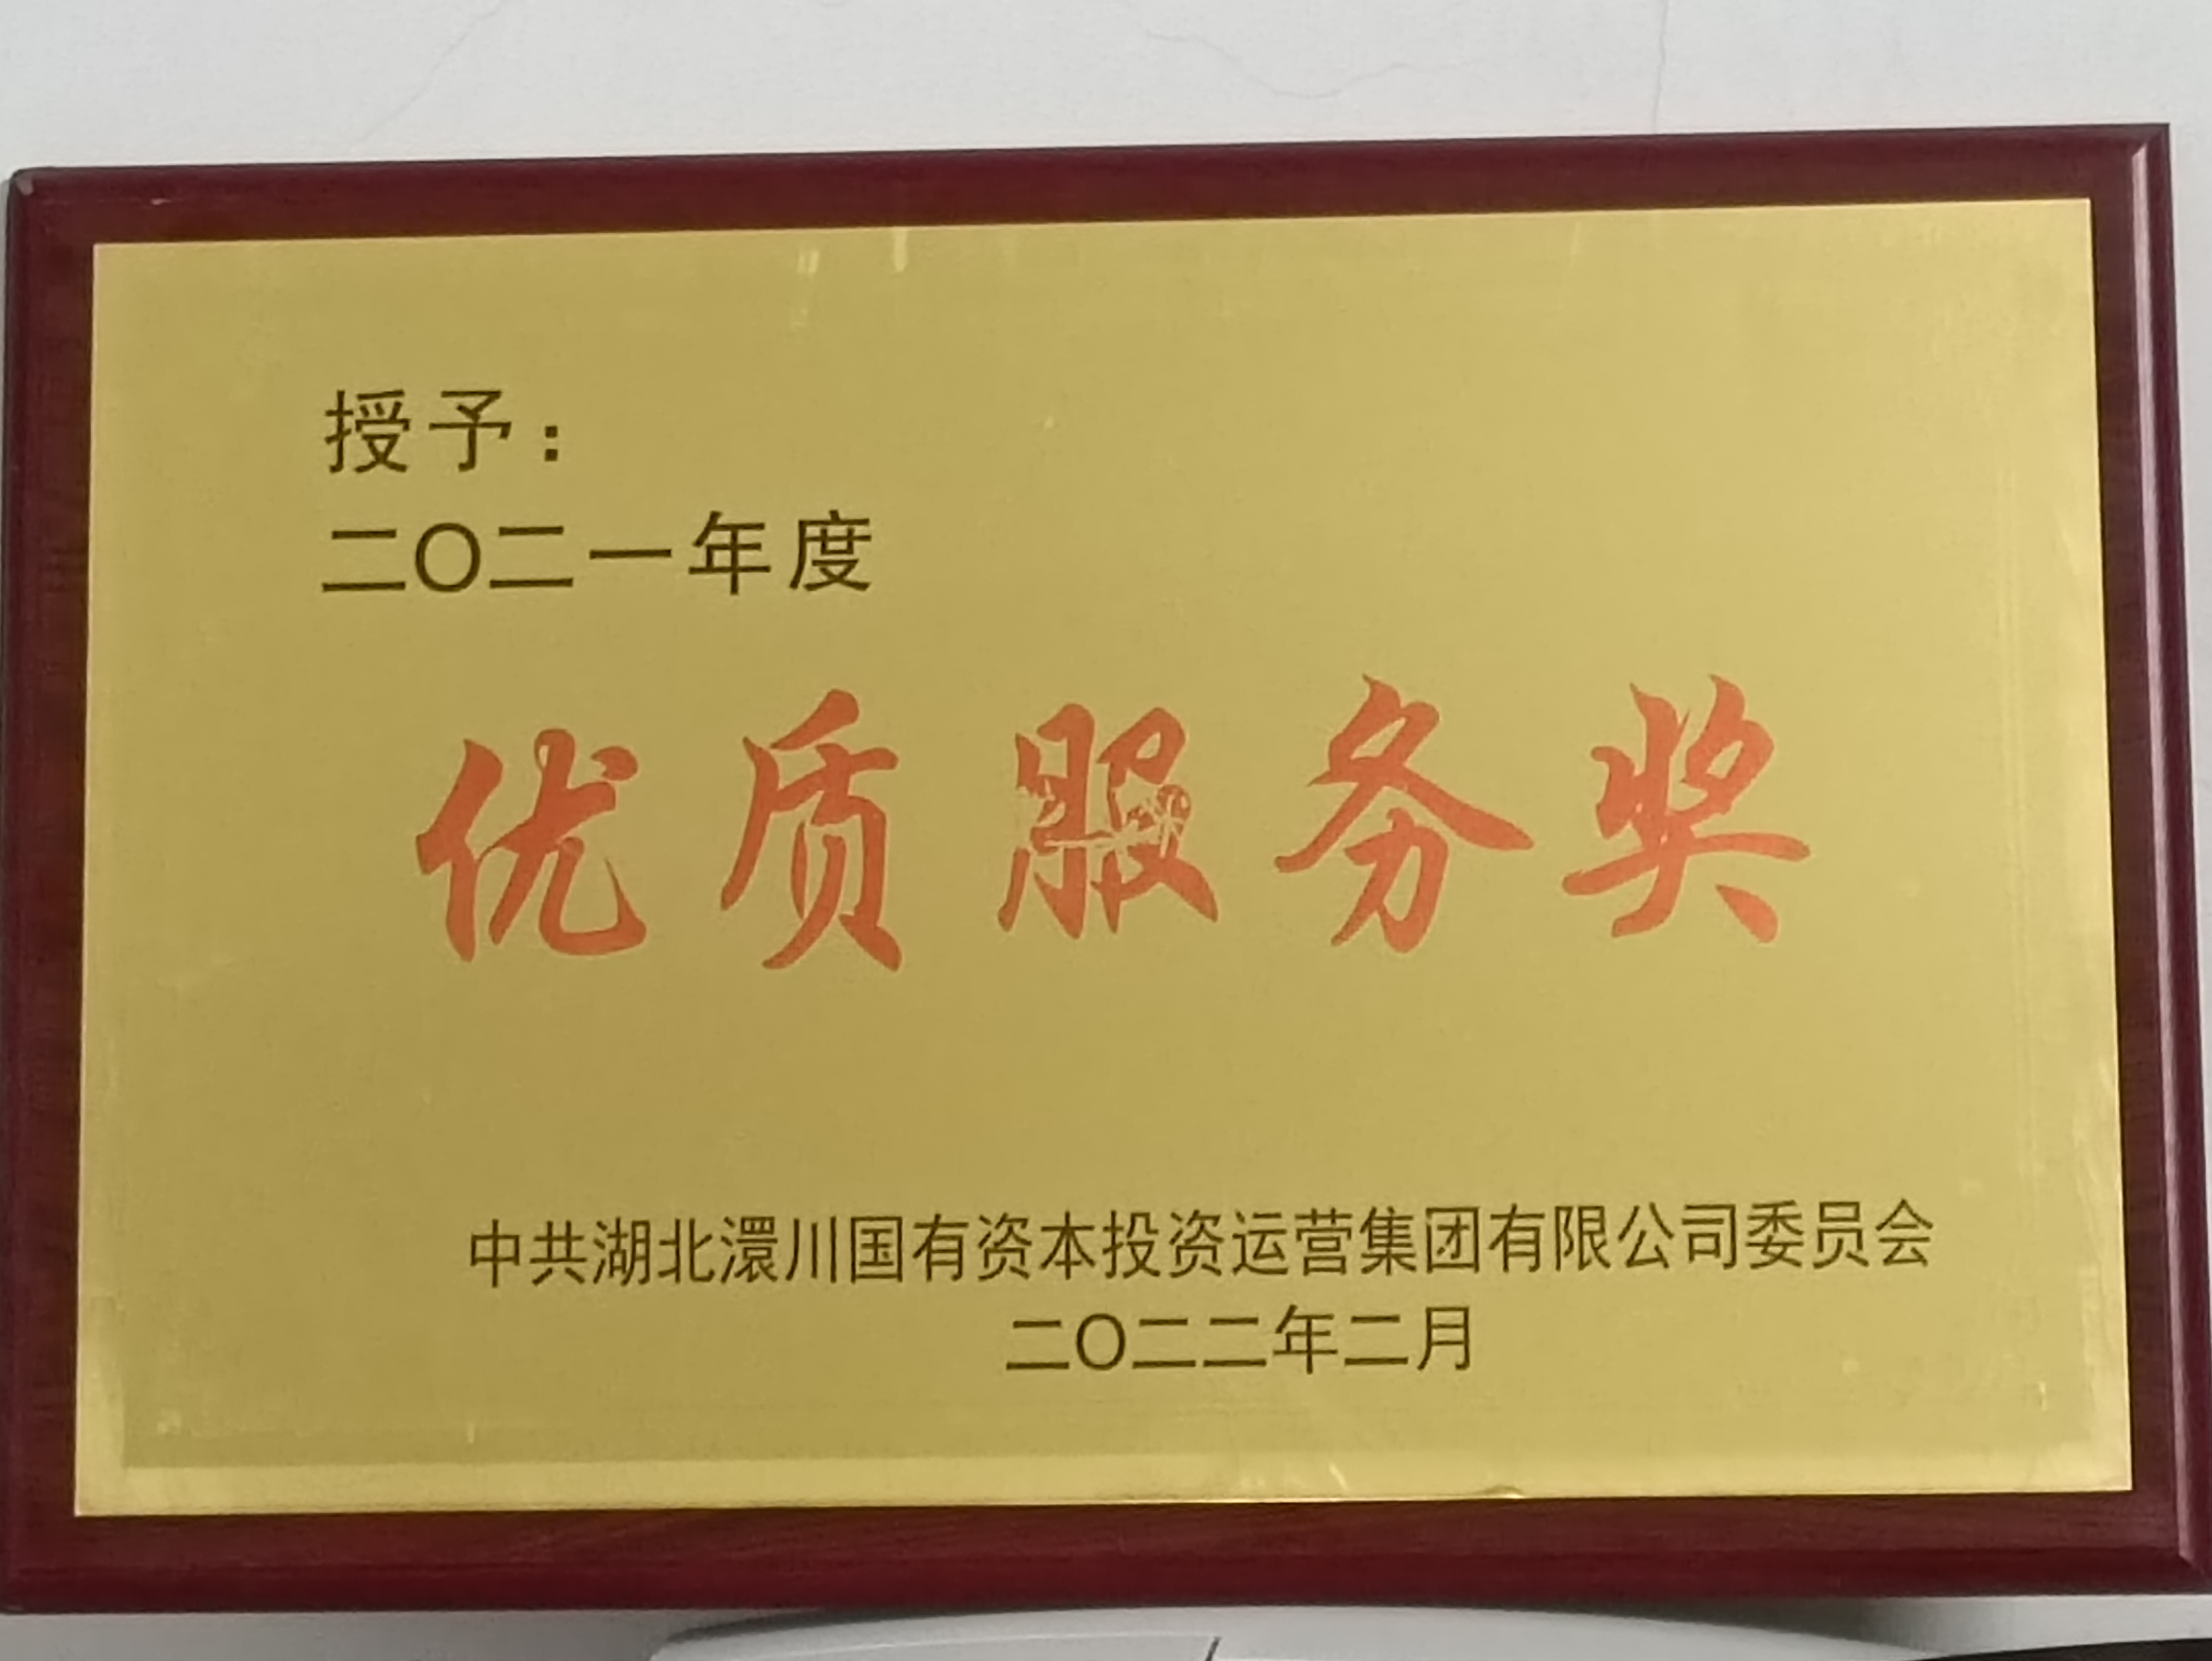 授予：
二〇二一年度
优质服务奖
中共湖北澴川国有资本投资运营集团有限公司委员会
二〇二二年二月